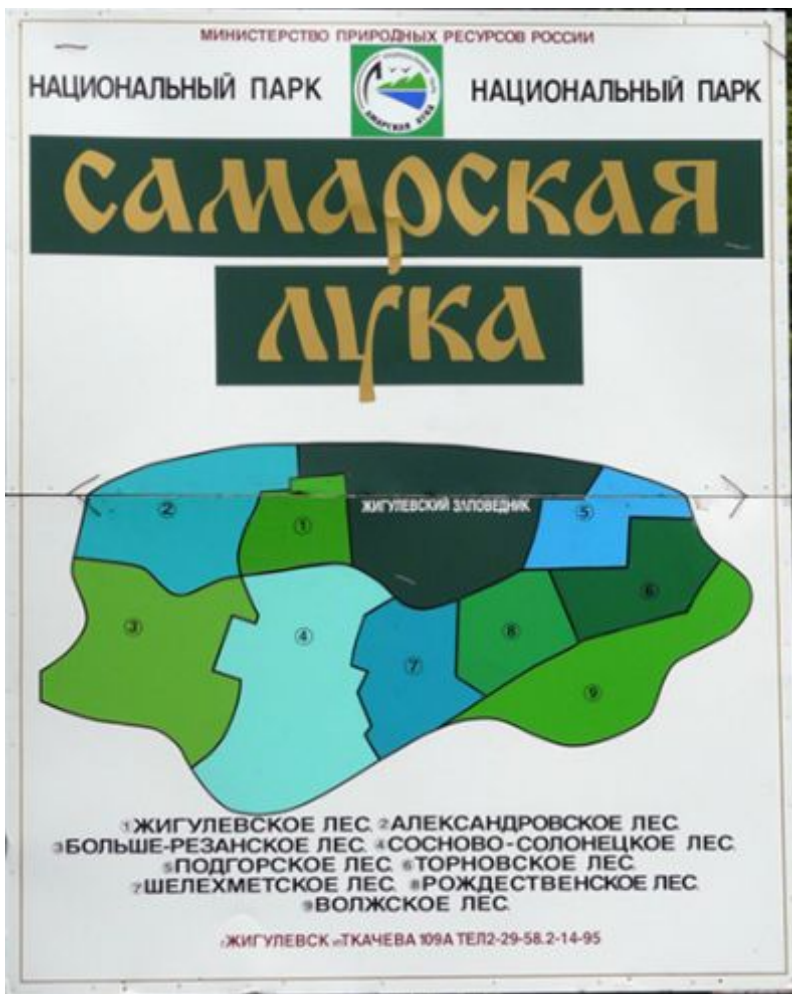 МИНИСТЕРСТВО ПРИРОДНЫХ РЕСУРСОВ РОССИИ
НАЦИОНАЛЬНЫЙ ПАРК НАЦИОНАЛЬНЫЙ ПАРК
САМАРСКАЯ
ЛУКА
ЖИГУЛЕВСКИЙ ЗАПОВЕДНИК
②
①
⑤
⑥
③
④
⑧
⑦
⑨
①ЖИГУЛЕВСКОЕ ЛЕС. ②АЛЕКСАНДРОВСКОЕ ЛЕС.
③БОЛЬШЕ-РЕЗАНСКОЕ ЛЕС. ④СОСНОВО-СОЛОНЕЦКОЕ ЛЕС.
⑤ПОДГОРСКОЕ ЛЕС. ⑥ТОРНОВСКОЕ ЛЕС.
⑦ШЕЛЕХМЕТСКОЕ ЛЕС. ⑧РОЖДЕСТВЕНСКОЕ ЛЕС.
⑨ВОЛЖСКОЕ ЛЕС.
г.ЖИГУЛЕВСК ул.ТКАЧЕВА 109А ТЕЛ2-29-58.2-14-95